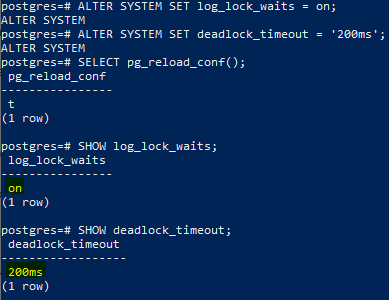 postgres=# ALTER SYSTEM SET log_lock_waits = on;
ALTER SYSTEM
postgres=# ALTER SYSTEM SET deadlock_timeout = '200ms';
ALTER SYSTEM
postgres=# SELECT pg_reload_conf();
 pg_reload_conf
----------------
 t
(1 row)

postgres=# SHOW log_lock_waits;
 log_lock_waits
----------------
 on
(1 row)

postgres=# SHOW deadlock_timeout;
 deadlock_timeout
------------------
 200ms
(1 row)